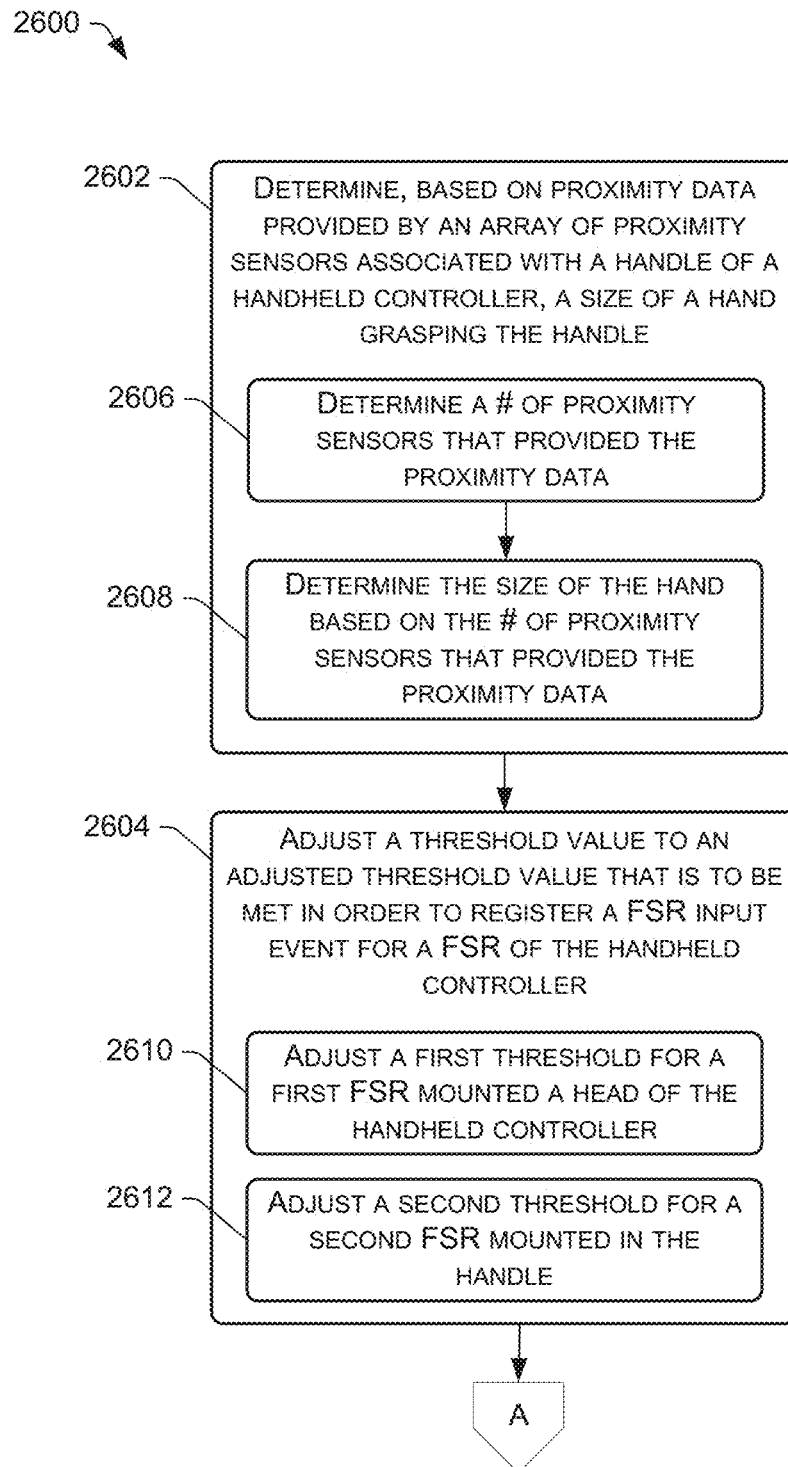 2600
2602
DETERMINE, BASED ON PROXIMITY DATA
PROVIDED BY AN ARRAY OF PROXIMITY
SENSORS ASSOCIATED WITH A HANDLE OF A
HANDHELD CONTROLLER, A SIZE OF A HAND
GRASPING THE HANDLE
2606
DETERMINE A # OF PROXIMITY
SENSORS THAT PROVIDED THE
PROXIMITY DATA
2608
DETERMINE THE SIZE OF THE HAND
BASED ON THE # OF PROXIMITY
SENSORS THAT PROVIDED THE
PROXIMITY DATA
2604
ADJUST A THRESHOLD VALUE TO AN
ADJUSTED THRESHOLD VALUE THAT IS TO BE
MET IN ORDER TO REGISTER A FSR INPUT
EVENT FOR A FSR OF THE HANDHELD
CONTROLLER
2610
ADJUST A FIRST THRESHOLD FOR A
FIRST FSR MOUNTED A HEAD OF THE
HANDHELD CONTROLLER
2612
ADJUST A SECOND THRESHOLD FOR A
SECOND FSR MOUNTED IN THE
HANDLE
A